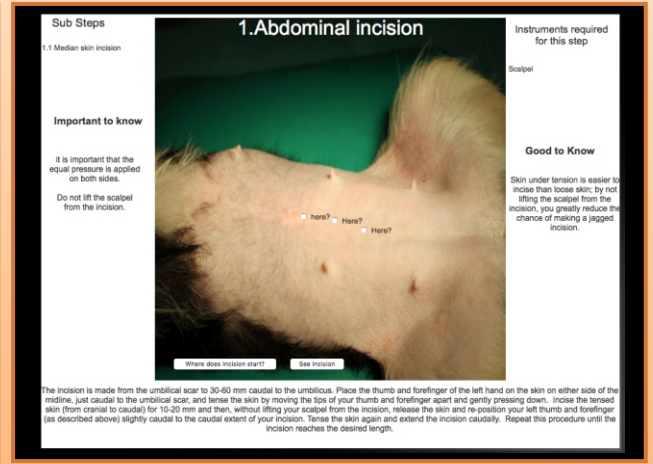 Sub Steps
1.Abdominal incision
Instruments required
for this step
1.1 Median skin incision
Scalpel
Important to know
it is important that the
equal pressure is applied
on both sides.
Do not lift the scalpel
from the incision.
Good to Know
Skin under tension is easier to
incise than loose skin; by not
lifting the scalpel from the
incision, you greatly reduce the
chance of making a jagged
incision.
here?
Here?
Here?
Where does incision start?
See Incision
The incision is made from the umbilical scar to 30-60 mm caudal to the umbilicus. Place the thumb and forefinger of the left hand on the skin on either side of the
midline, just caudal to the umbilical scar, and tense the skin by moving the tips of your thumb and forefinger apart and gently pressing down. Incise the tensed
skin (from cranial to caudal) for 10-20 mm and then, without lifting your scalpel from the incision, release the skin and re-position your left thumb and forefinger
(as described above) slightly caudal to the caudal extent of your incision. Tense the skin again and extend the incision caudally. Repeat this procedure until the
incision reaches the desired length.